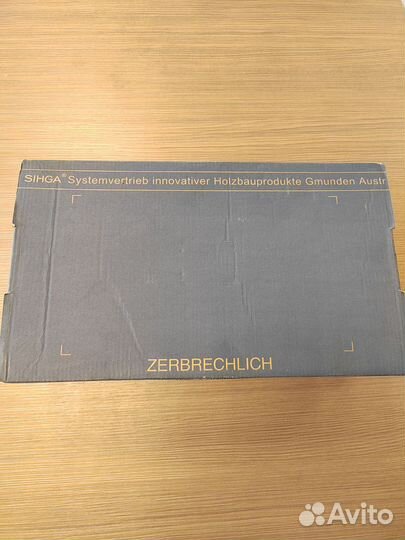 SIHGA® Systemvertrieb innovativer Holzbauprodukte Gmunden Austr
ZERBRECHLICH
Avito